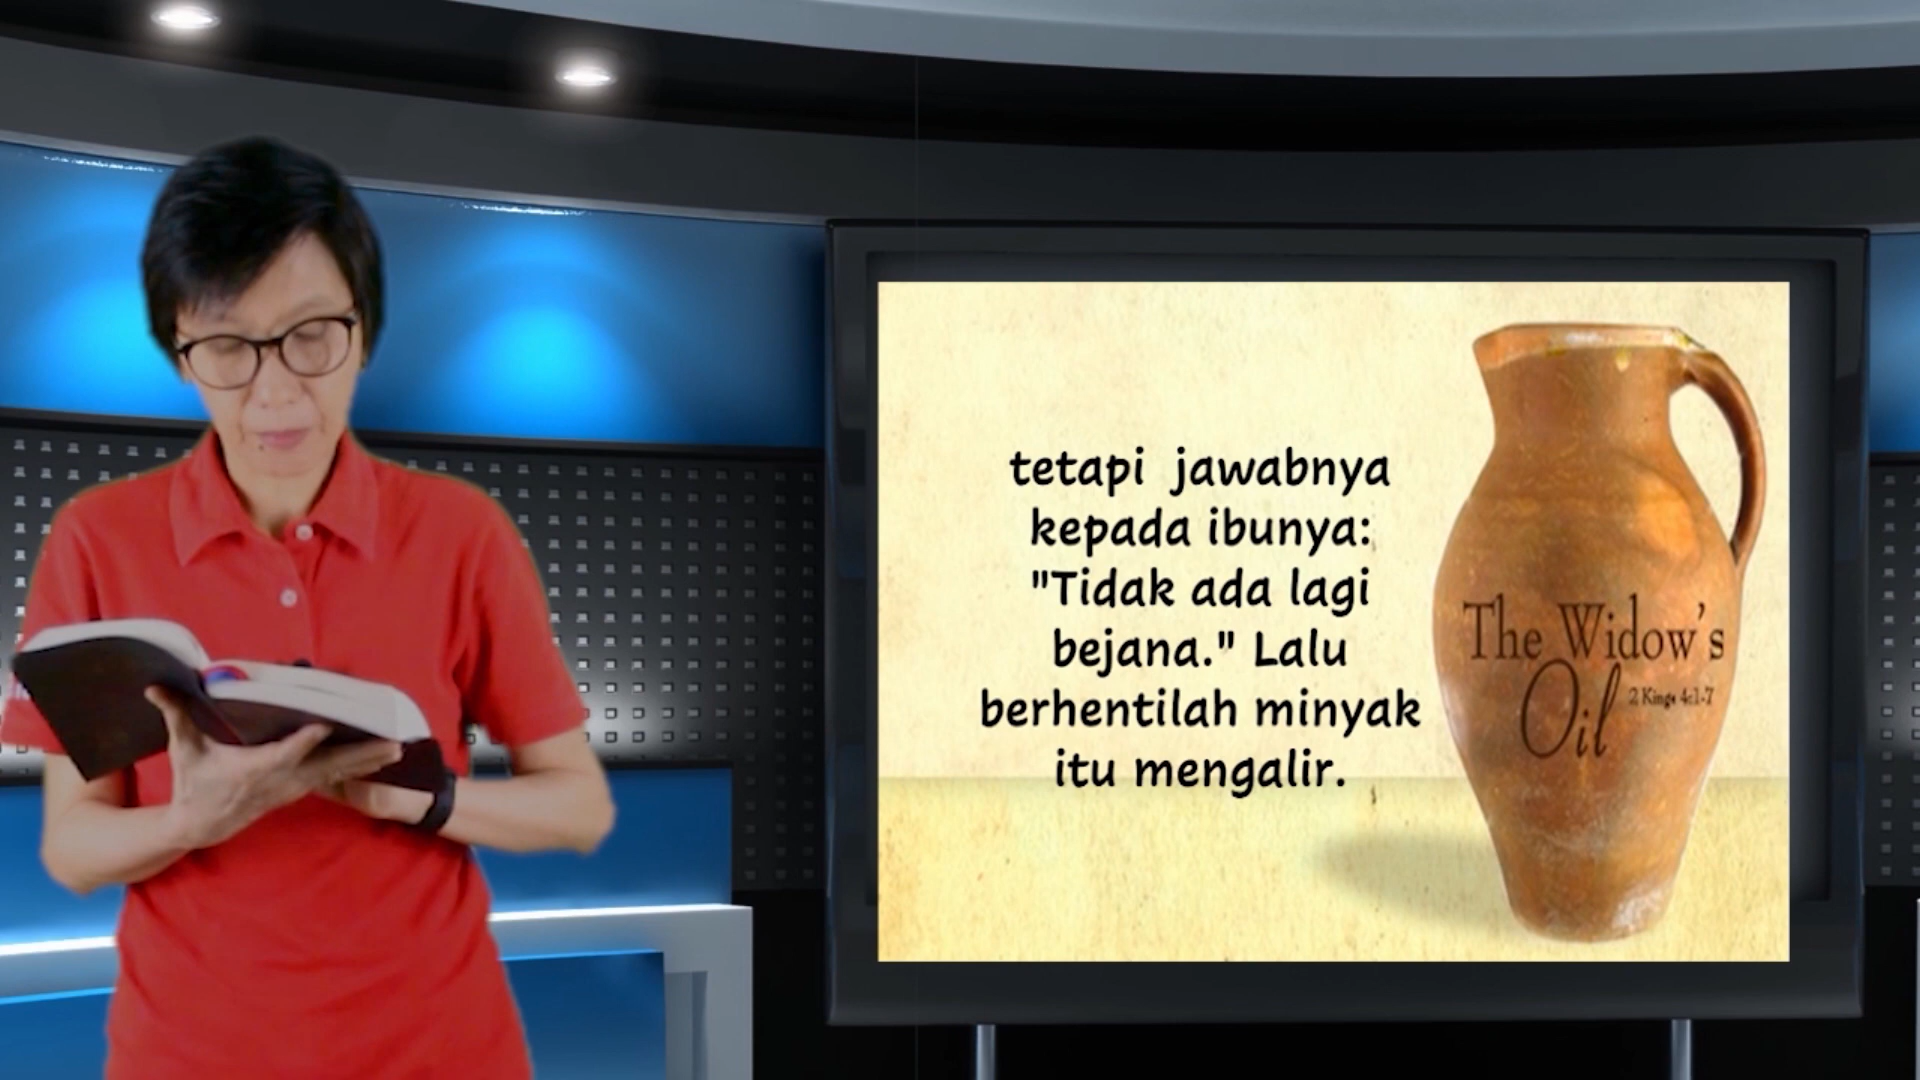 tetapi jawabnya
kepada ibunya:
"Tidak ada lagi
bejana." Lalu
berhentilah minyak
itu mengalir.
The Widow's
Oil 2 Kings 4:1-7